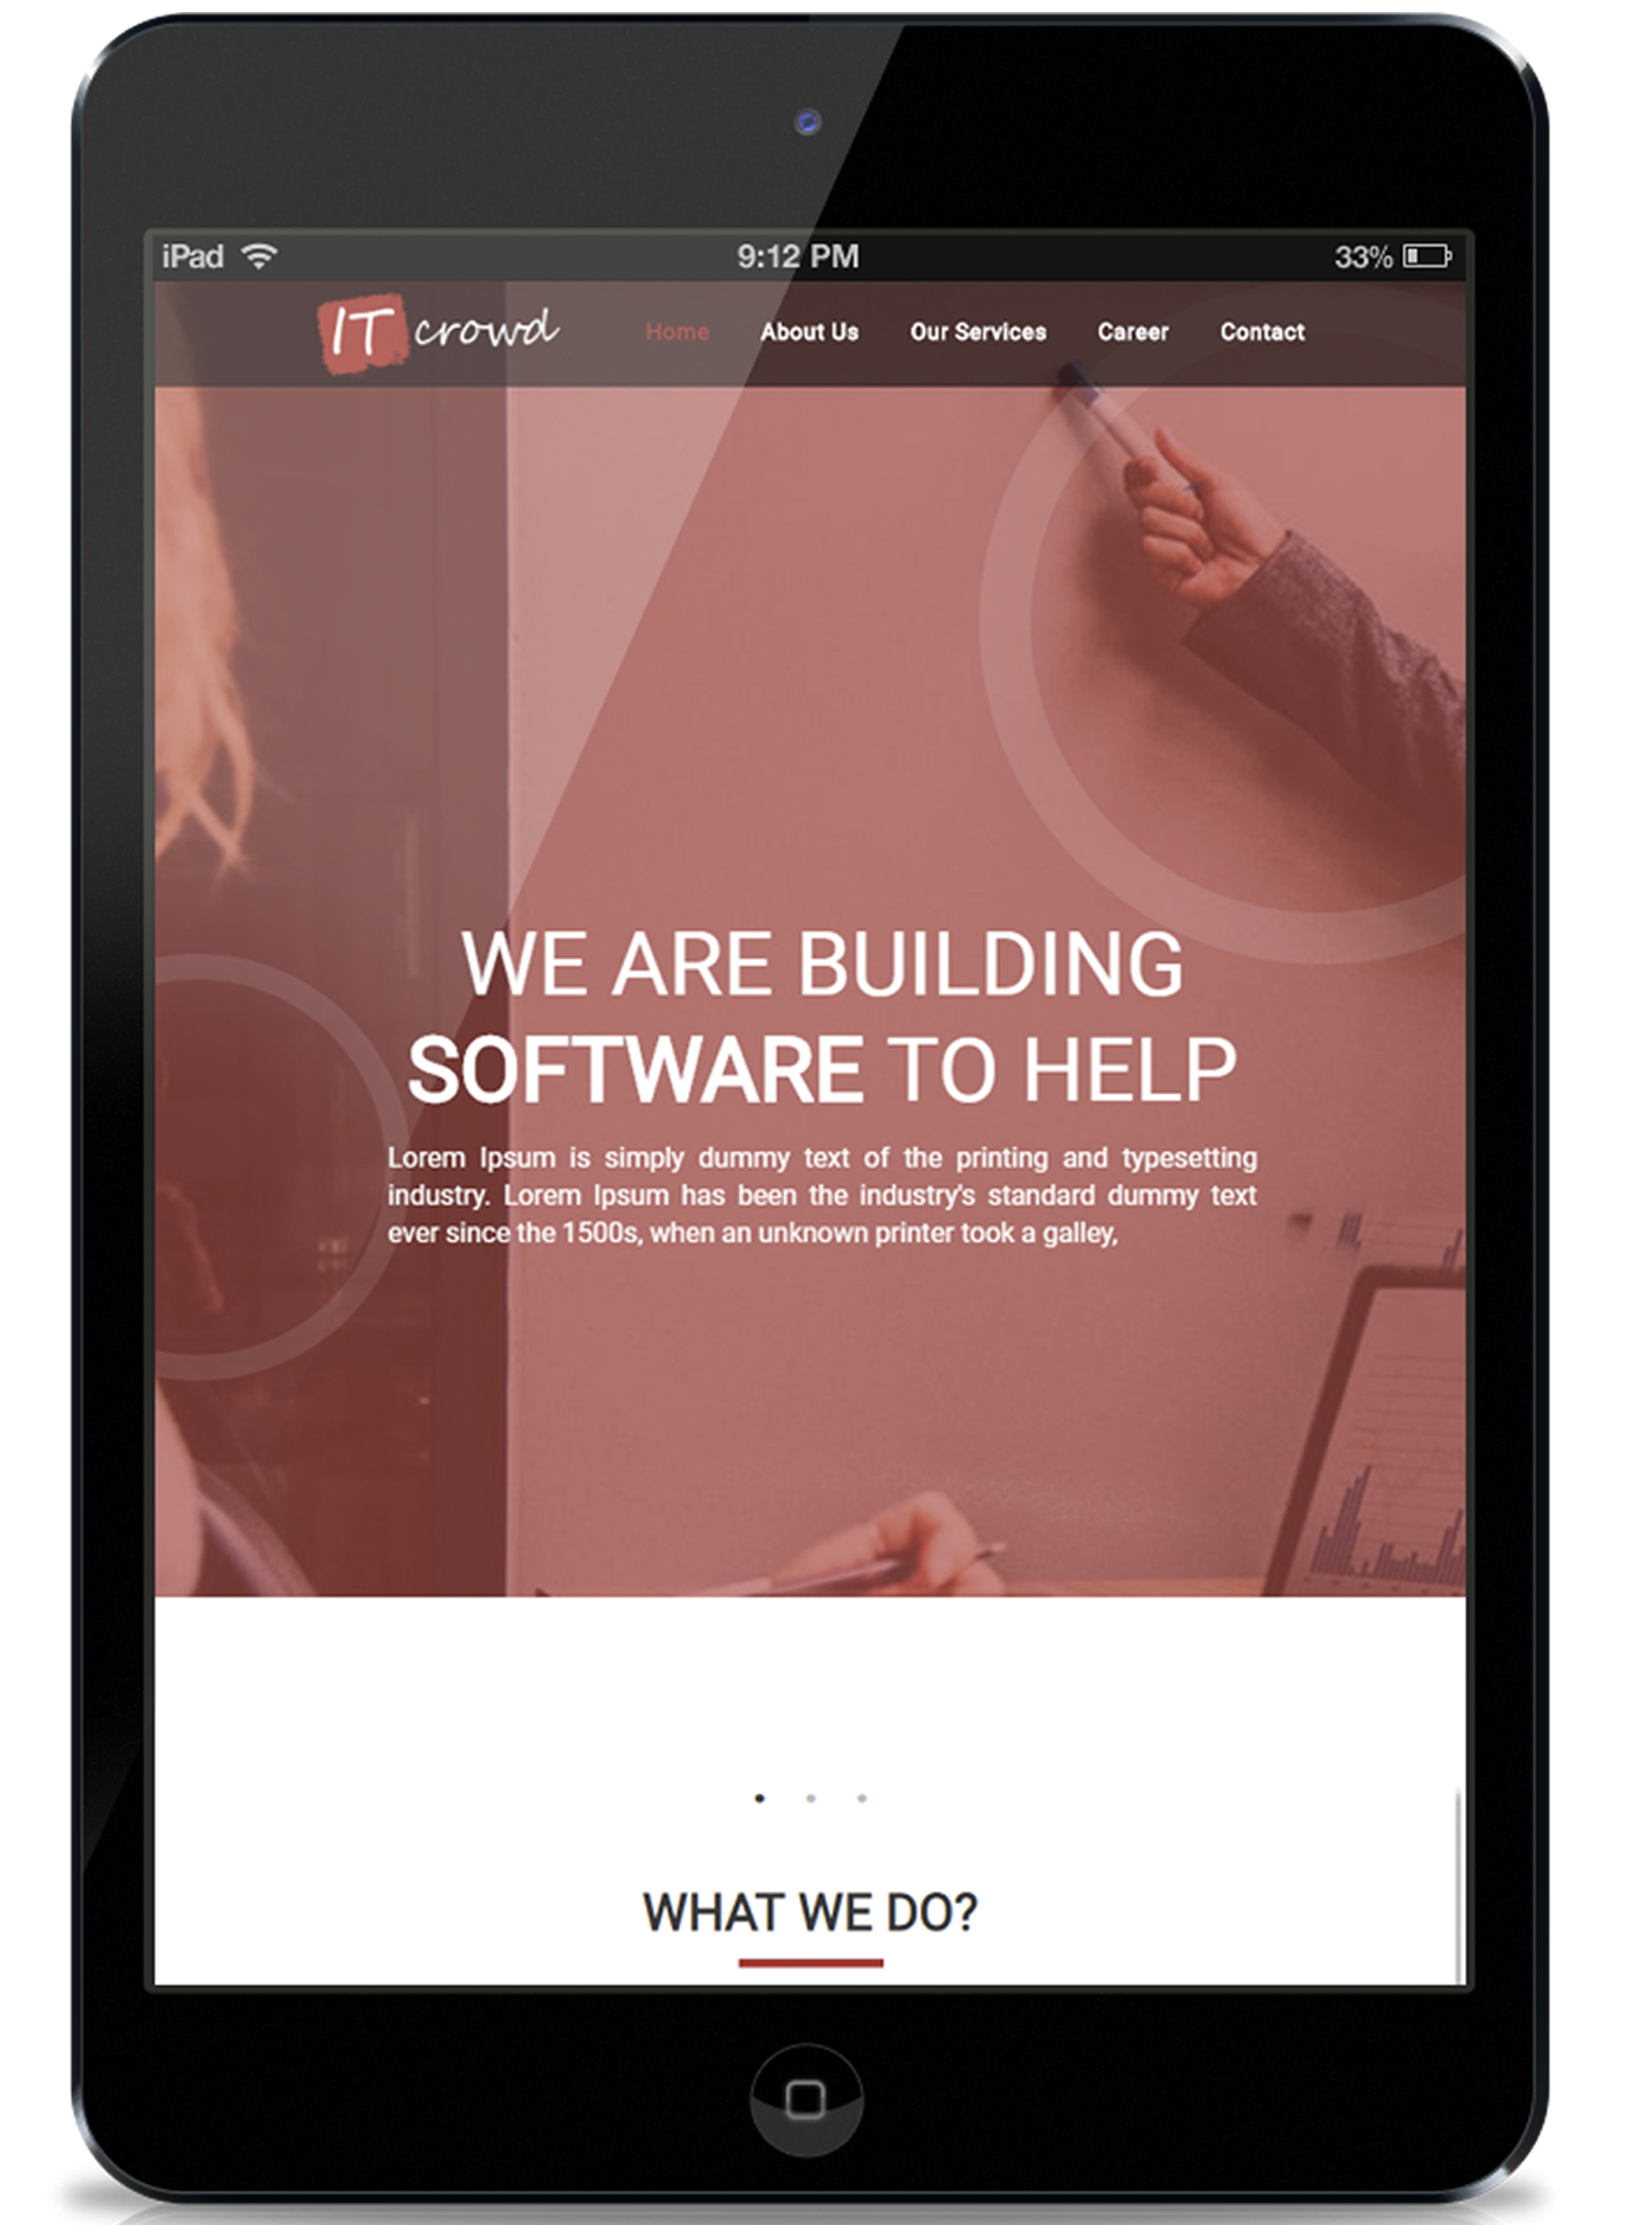 iPad 9:12 PM 33%
IT crowd Home About Us Our Services Career Contact
WE ARE BUILDING
SOFTWARE TO HELP
Lorem Ipsum is simply dummy text of the printing and typesetting
industry. Lorem Ipsum has been the industry's standard dummy text
ever since the 1500s, when an unknown printer took a galley,
WHAT WE DO?